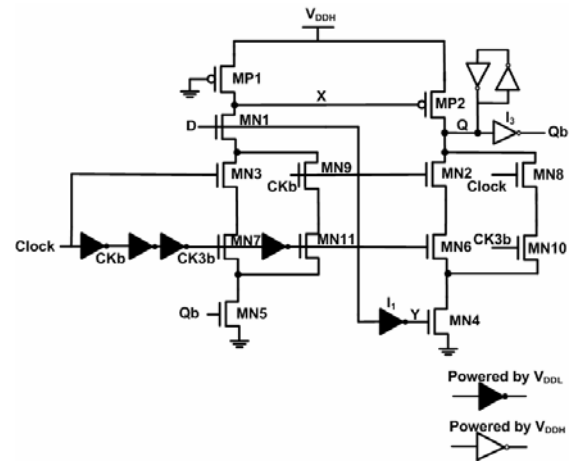 VDDH
MP1
X
MP2
Q
I3
Qb
D
MN1
MN3
MN9
CKb
MN2
Clock
MN8
Clock
CKb
CK3b
MN7
MN11
MN6
CK3b
MN10
Qb
MN5
I1
Y
MN4
Powered by VDDL
Powered by VDDH